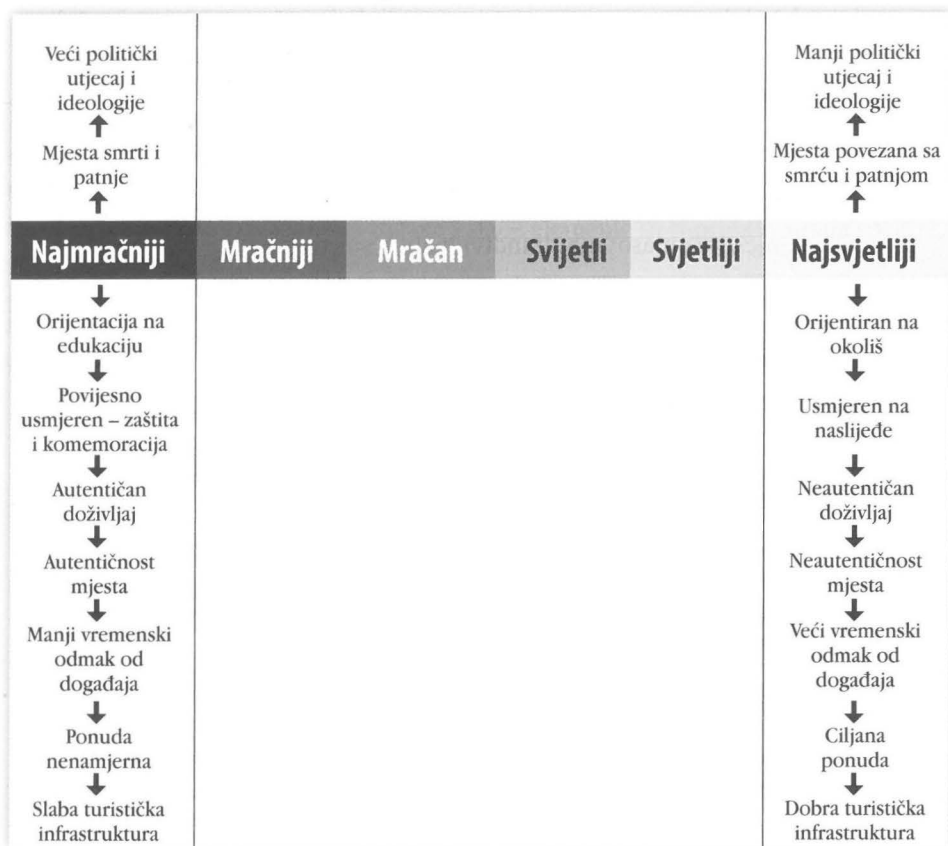 Veći politički
utjecaj i
ideologije
Mjesta smrti i
patnje
Manji politički
utjecaj i
ideologije
Mjesta povezana sa
smrću i patnjom
Najmračniji
Mračniji
Mračan
Svijetli
Svjetliji
Najsvjetliji
Orijentacija na
edukaciju
Povijesno
usmjeren – zaštita
i komemoracija
Autentičan
doživljaj
Autentičnost
mjesta
Manji vremenski
odmak od
događaja
Ponuda
nenamjerna
Slaba turistička
infrastruktura
Orijentiran na
okoliš
Usmjeren na
naslijeđe
Neautentičan
doživljaj
Neautentičnost
mjesta
Veći vremenski
odmak od
događaja
Ciljana
ponuda
Dobra turistička
infrastruktura